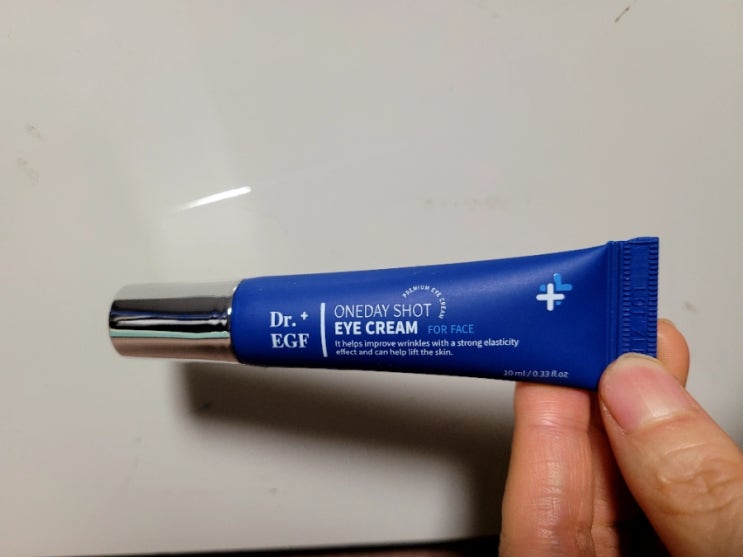 Dr.+
EGF
ONEDAY SHOT
PREMIUM EYE CREAM
EYE CREAM FOR FACE
It helps improve wrinkles with a strong elasticity
effect and can help lift the skin.
10 ml / 0.33 fl.oz